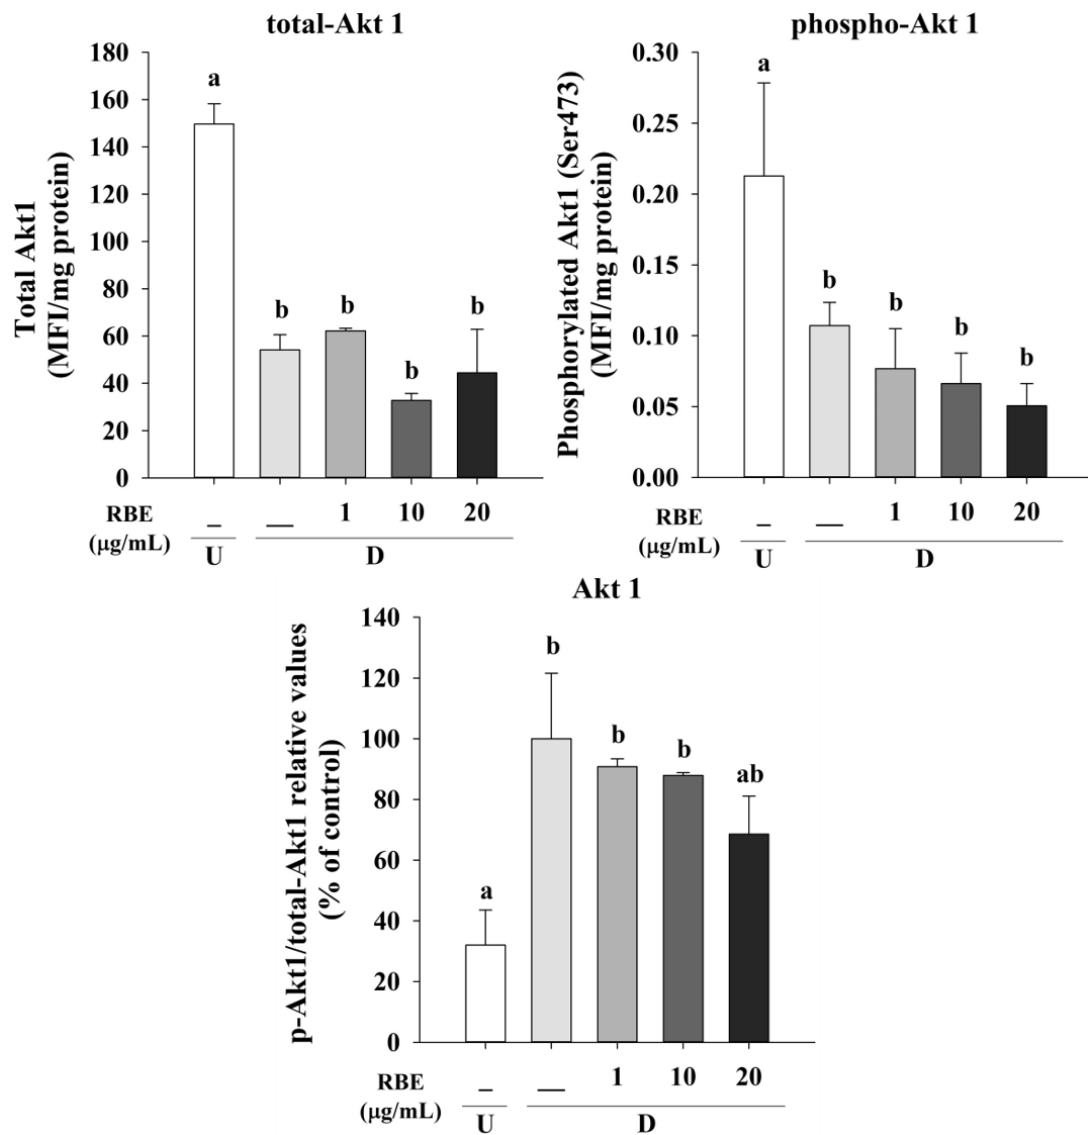 total-Akt 1
Total Akt1
(MFI/mg protein)
180
160
140
120
100
80
60
40
20
0
a
b
b
b
b
RBE
(µg/mL)
– — 1 10 20
U D
phospho-Akt 1
Phosphorylated Akt1 (Ser473)
(MFI/mg protein)
0.30
0.25
0.20
0.15
0.10
0.05
0.00
a
b
b
b
b
RBE
(µg/mL)
– — 1 10 20
U D
Akt 1
p-Akt1/total-Akt1 relative values
(% of control)
140
120
100
80
60
40
20
0
a
b
b
b
ab
RBE
(µg/mL)
– — 1 10 20
U D